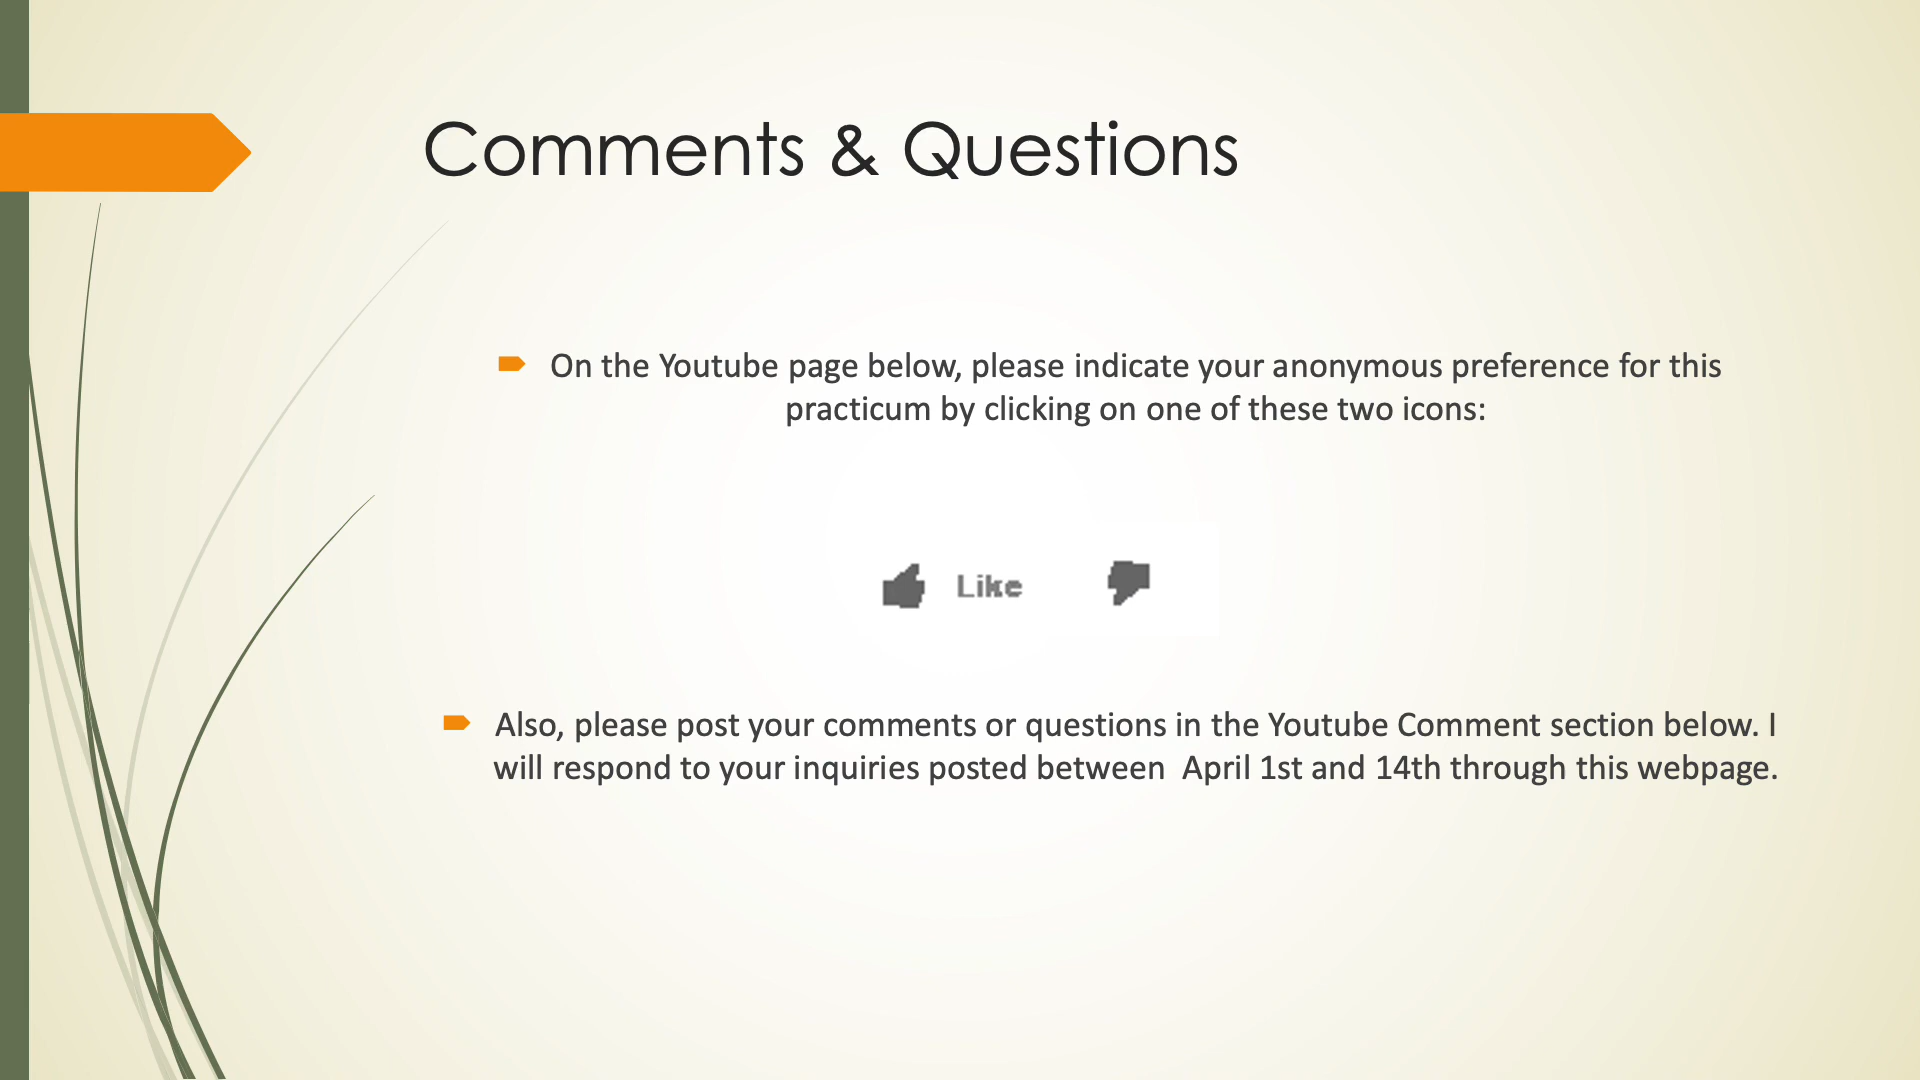 Comments & Questions
On the Youtube page below, please indicate your anonymous preference for this
practicum by clicking on one of these two icons:
Like
Also, please post your comments or questions in the Youtube Comment section below. I
will respond to your inquiries posted between  April 1st and 14th through this webpage.